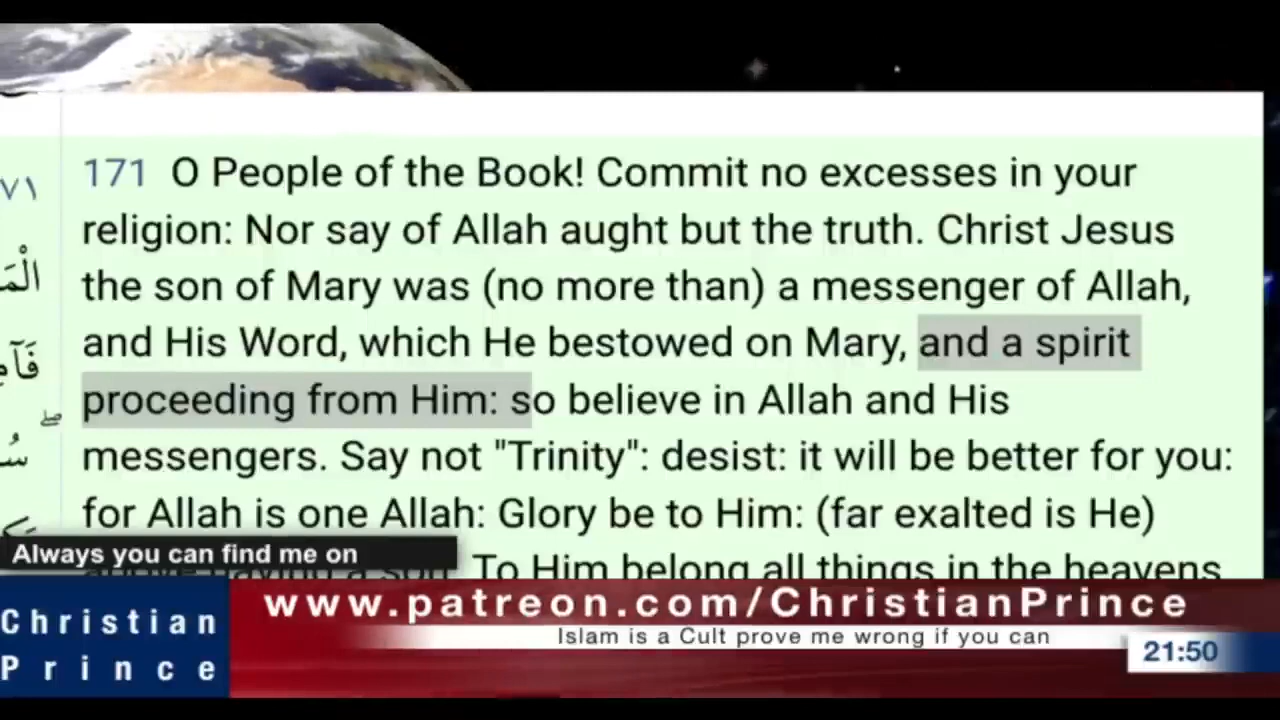 171 O People of the Book! Commit no excesses in your
religion: Nor say of Allah aught but the truth. Christ Jesus
the son of Mary was (no more than) a messenger of Allah,
and His Word, which He bestowed on Mary, and a spirit
proceeding from Him: so believe in Allah and His
messengers. Say not "Trinity": desist: it will be better for you:
for Allah is one Allah: Glory be to Him: (far exalted is He)
above having a son. To Him belong all things in the heavens
Always you can find me on
Christian
Prince
www.patreon.com/ChristianPrince
Islam is a Cult prove me wrong if you can
21:50